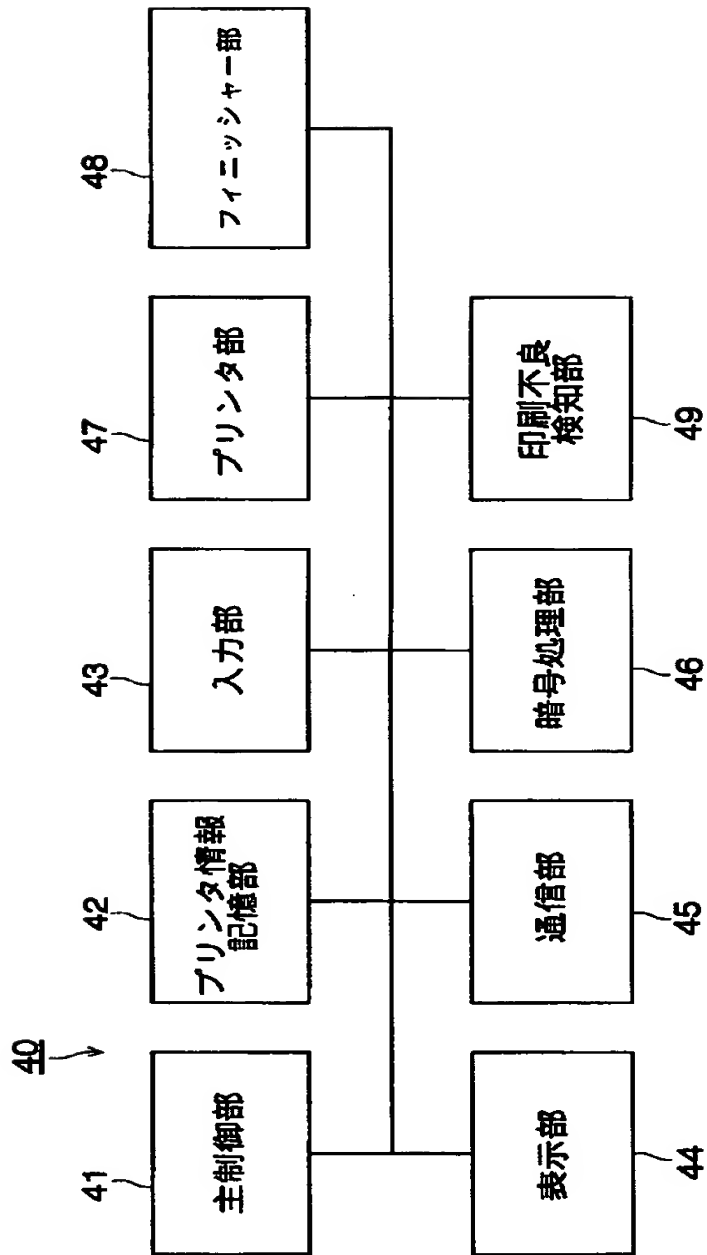 40
41
主制御部
42
プリンタ情報
記憶部
43
入力部
47
プリンタ部
48
フィニッシャー部
表示部
44
通信部
45
暗号処理部
46
印刷不良
検知部
49